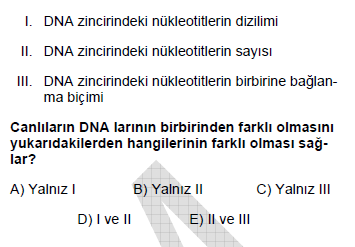 I. DNA zincirindeki nükleotitlerin dizilimi
II. DNA zincirindeki nükleotitlerin sayısı
III. DNA zincirindeki nükleotitlerin birbirine bağlan-
ma biçimi
Canlıların DNA larının birbirinden farklı olmasını
yukarıdakilerden hangilerinin farklı olması sağ-
lar?
A) Yalnız I B) Yalnız II C) Yalnız III
D) I ve II E) II ve III